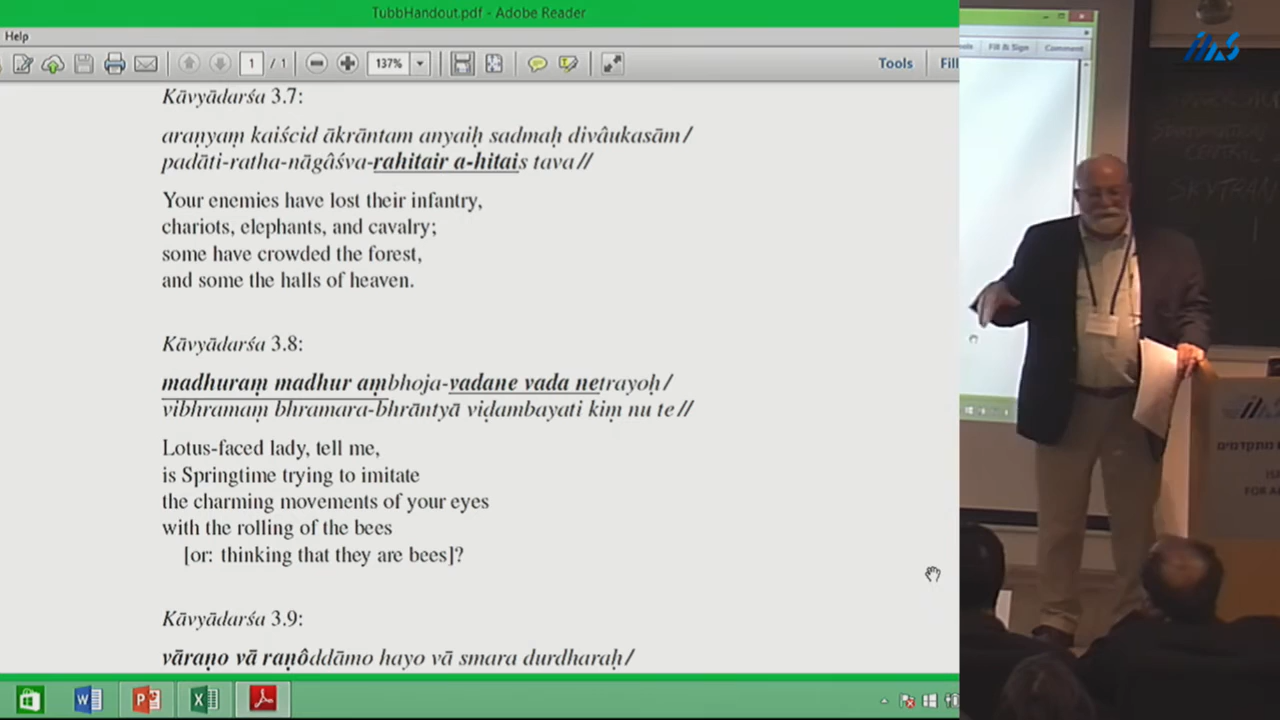 TubbHandout.pdf - Adobe Reader
Help
1 / 1 137% Tools Fill
Kāvyādarśa 3.7:
araṇyaṃ kaiścid ākrāntam anyaiḥ sadmaḥ divâukasām/
padāti-ratha-nāgâśva-rahitair a-hitais tava//
Your enemies have lost their infantry,
chariots, elephants, and cavalry;
some have crowded the forest,
and some the halls of heaven.
Kāvyādarśa 3.8:
madhuraṃ madhur aṃbhoja-vadane vada netrayoḥ/
vibhramaṃ bhramara-bhrāntyā viḍambayati kiṃ nu te//
Lotus-faced lady, tell me,
is Springtime trying to imitate
the charming movements of your eyes
with the rolling of the bees
[or: thinking that they are bees]?
Kāvyādarśa 3.9:
vāraṇo vā raṇôddāmo hayo vā smara durdharaḥ/
Fill & Sign Comment
CENTRAL